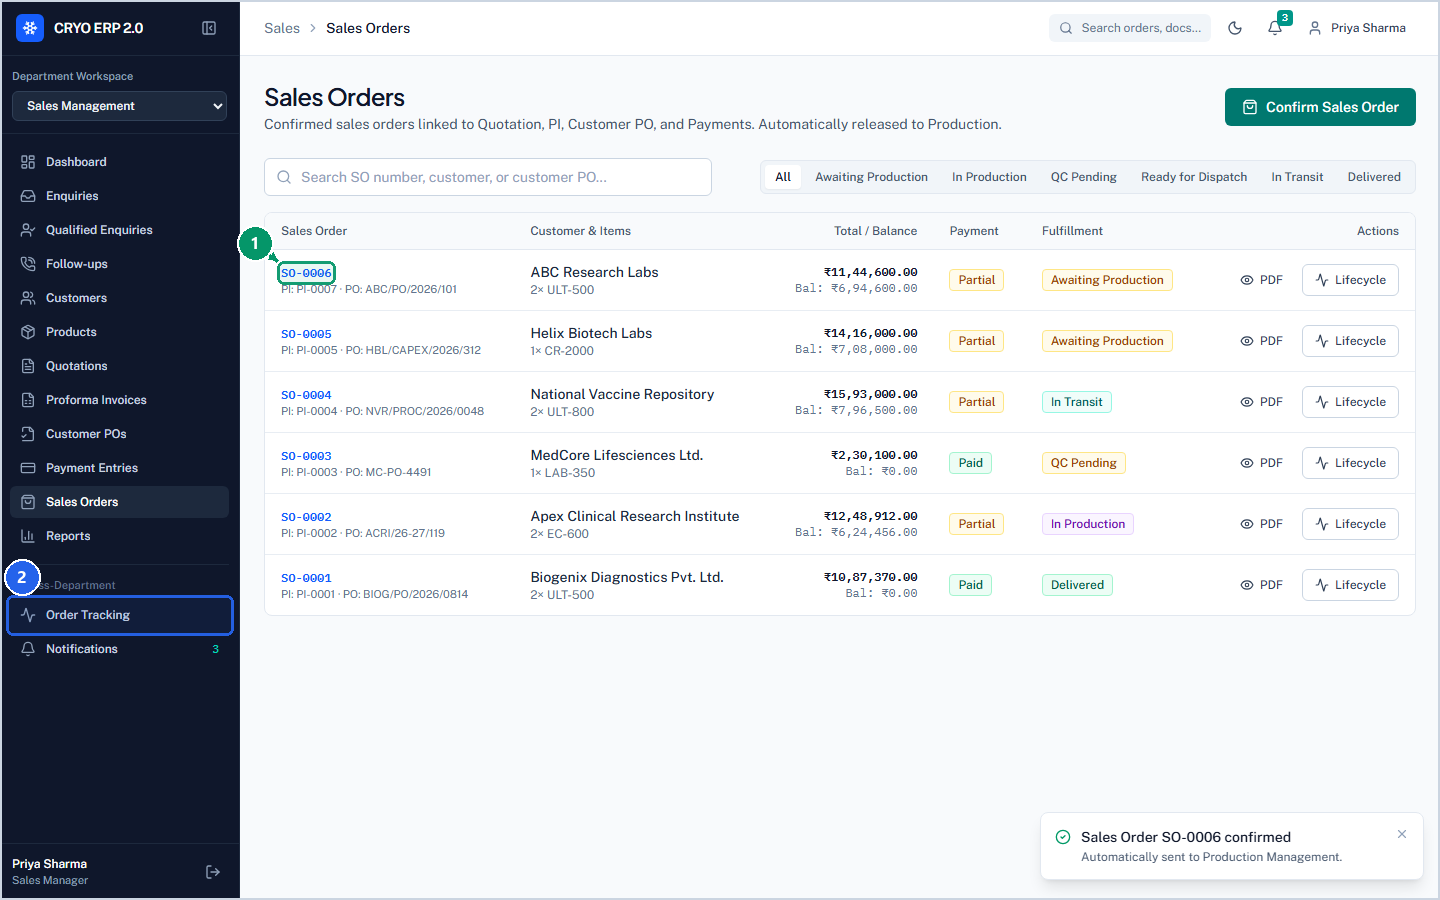 CRYO ERP 2.0
Department Workspace
Sales Management
Dashboard
Enquiries
Qualified Enquiries
Follow-ups
Customers
Products
Quotations
Proforma Invoices
Customer POs
Payment Entries
Sales Orders
Reports
2
ss-Department
Order Tracking
Notifications 3
Priya Sharma
Sales Manager
Sales > Sales Orders
Search orders, docs...
3
Priya Sharma
Sales Orders
Confirmed sales orders linked to Quotation, PI, Customer PO, and Payments. Automatically released to Production.
Confirm Sales Order
Search SO number, customer, or customer PO...
All Awaiting Production In Production QC Pending Ready for Dispatch In Transit Delivered
Sales Order Customer & Items Total / Balance Payment Fulfillment Actions
1
SO-0006 ABC Research Labs ₹11,44,600.00 Partial Awaiting Production PDF Lifecycle
PI: PI-0007 · PO: ABC/PO/2026/101 2× ULT-500 Bal: ₹6,94,600.00
SO-0005 Helix Biotech Labs ₹14,16,000.00 Partial Awaiting Production PDF Lifecycle
PI: PI-0005 · PO: HBL/CAPEX/2026/312 1× CR-2000 Bal: ₹7,08,000.00
SO-0004 National Vaccine Repository ₹15,93,000.00 Partial In Transit PDF Lifecycle
PI: PI-0004 · PO: NVR/PROC/2026/0048 2× ULT-800 Bal: ₹7,96,500.00
SO-0003 MedCore Lifesciences Ltd. ₹2,30,100.00 Paid QC Pending PDF Lifecycle
PI: PI-0003 · PO: MC-PO-4491 1× LAB-350 Bal: ₹0.00
SO-0002 Apex Clinical Research Institute ₹12,48,912.00 Partial In Production PDF Lifecycle
PI: PI-0002 · PO: ACRI/26-27/119 2× EC-600 Bal: ₹6,24,456.00
SO-0001 Biogenix Diagnostics Pvt. Ltd. ₹10,87,370.00 Paid Delivered PDF Lifecycle
PI: PI-0001 · PO: BIOG/PO/2026/0814 2× ULT-500 Bal: ₹0.00
Sales Order SO-0006 confirmed
Automatically sent to Production Management.